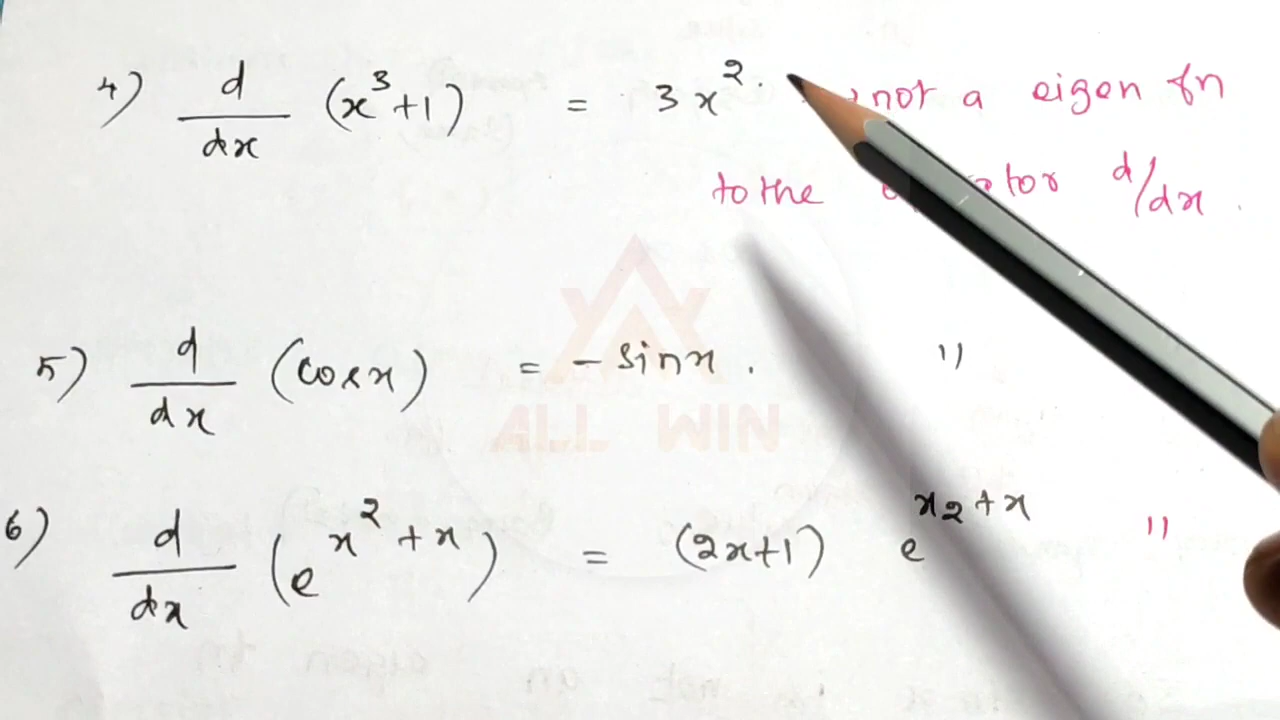 4) d/dx (x³+1) = 3x². not a eigen fn
to the d/dx.
ALL WIN
5) d/dx (cosx) = -sinx. "
6) d/dx (e^(x²+x)) = (2x+1) e^(x2+x) "